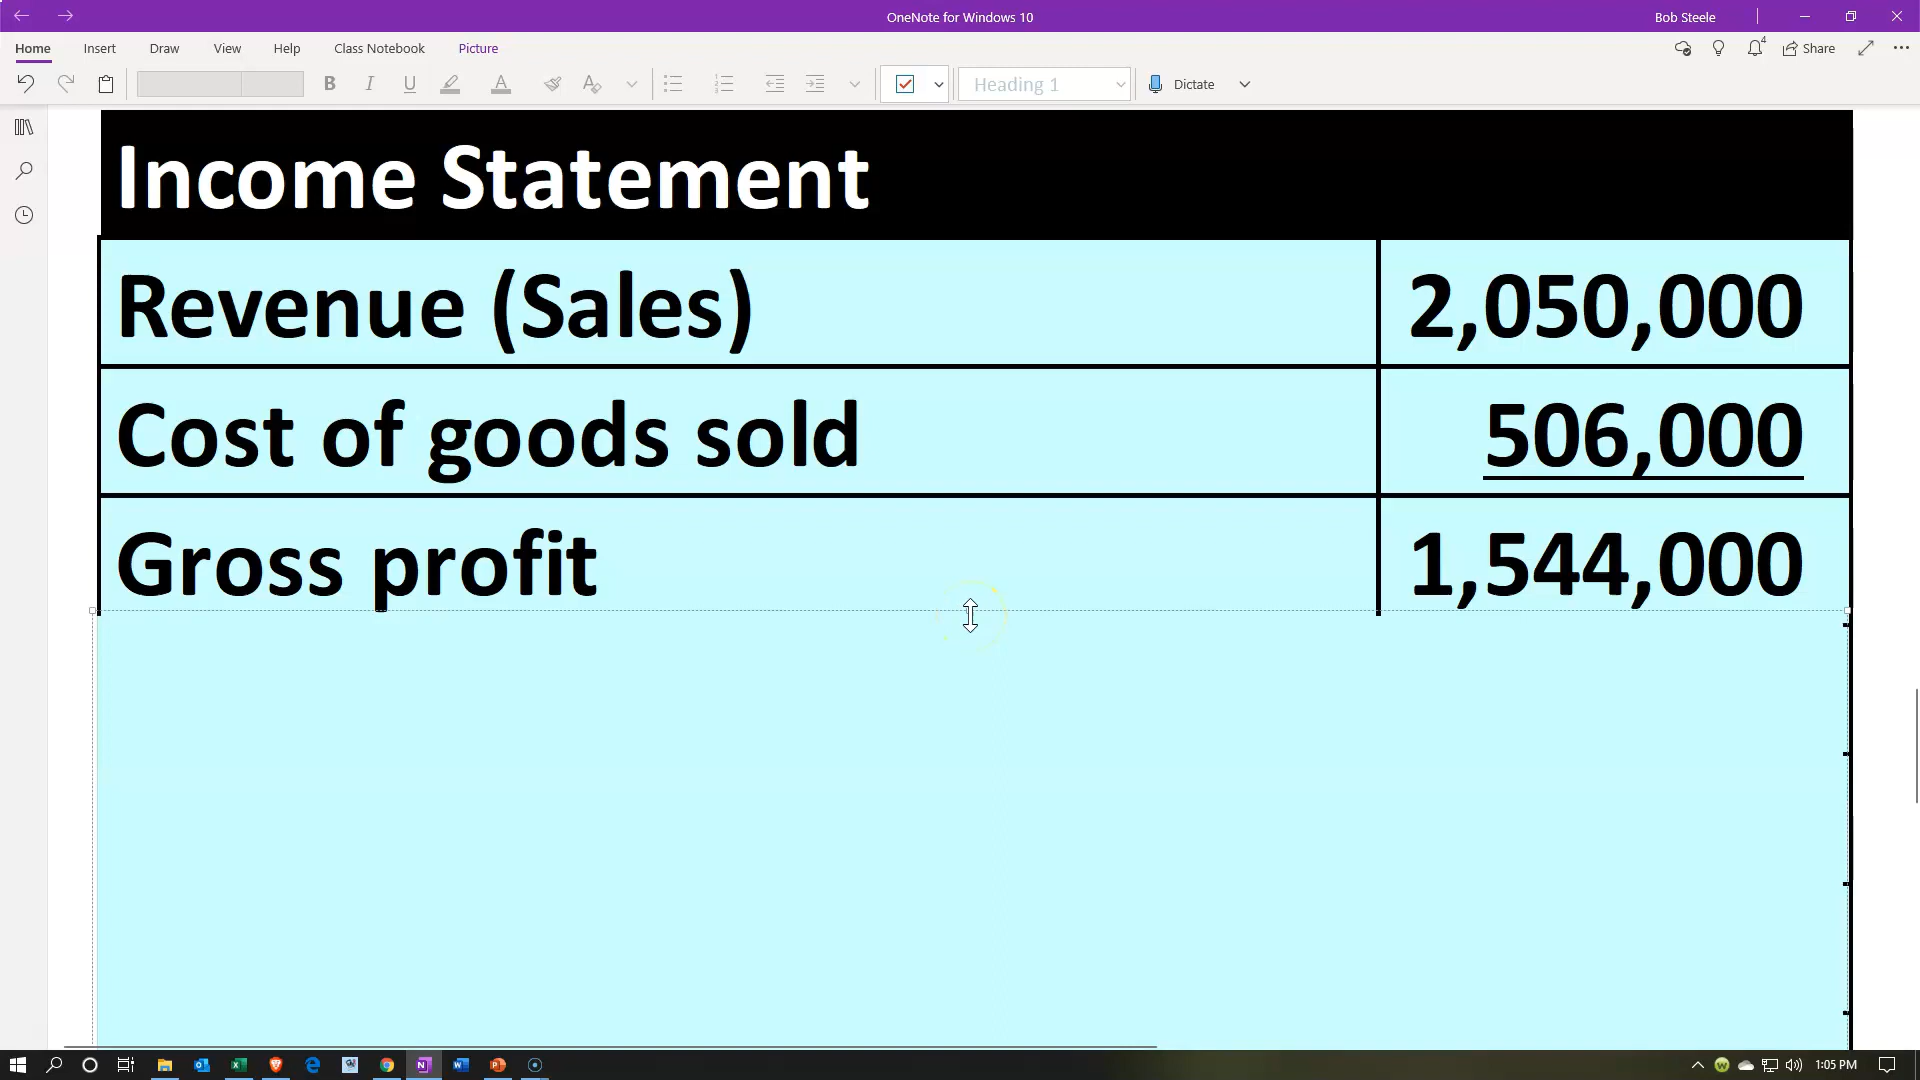 OneNote for Windows 10
Bob Steele
Home Insert Draw View Help Class Notebook Picture
4
Share
B I U A
Heading 1
Dictate
Income Statement
Revenue (Sales) 2,050,000
Cost of goods sold 506,000
Gross profit 1,544,000
1:05 PM